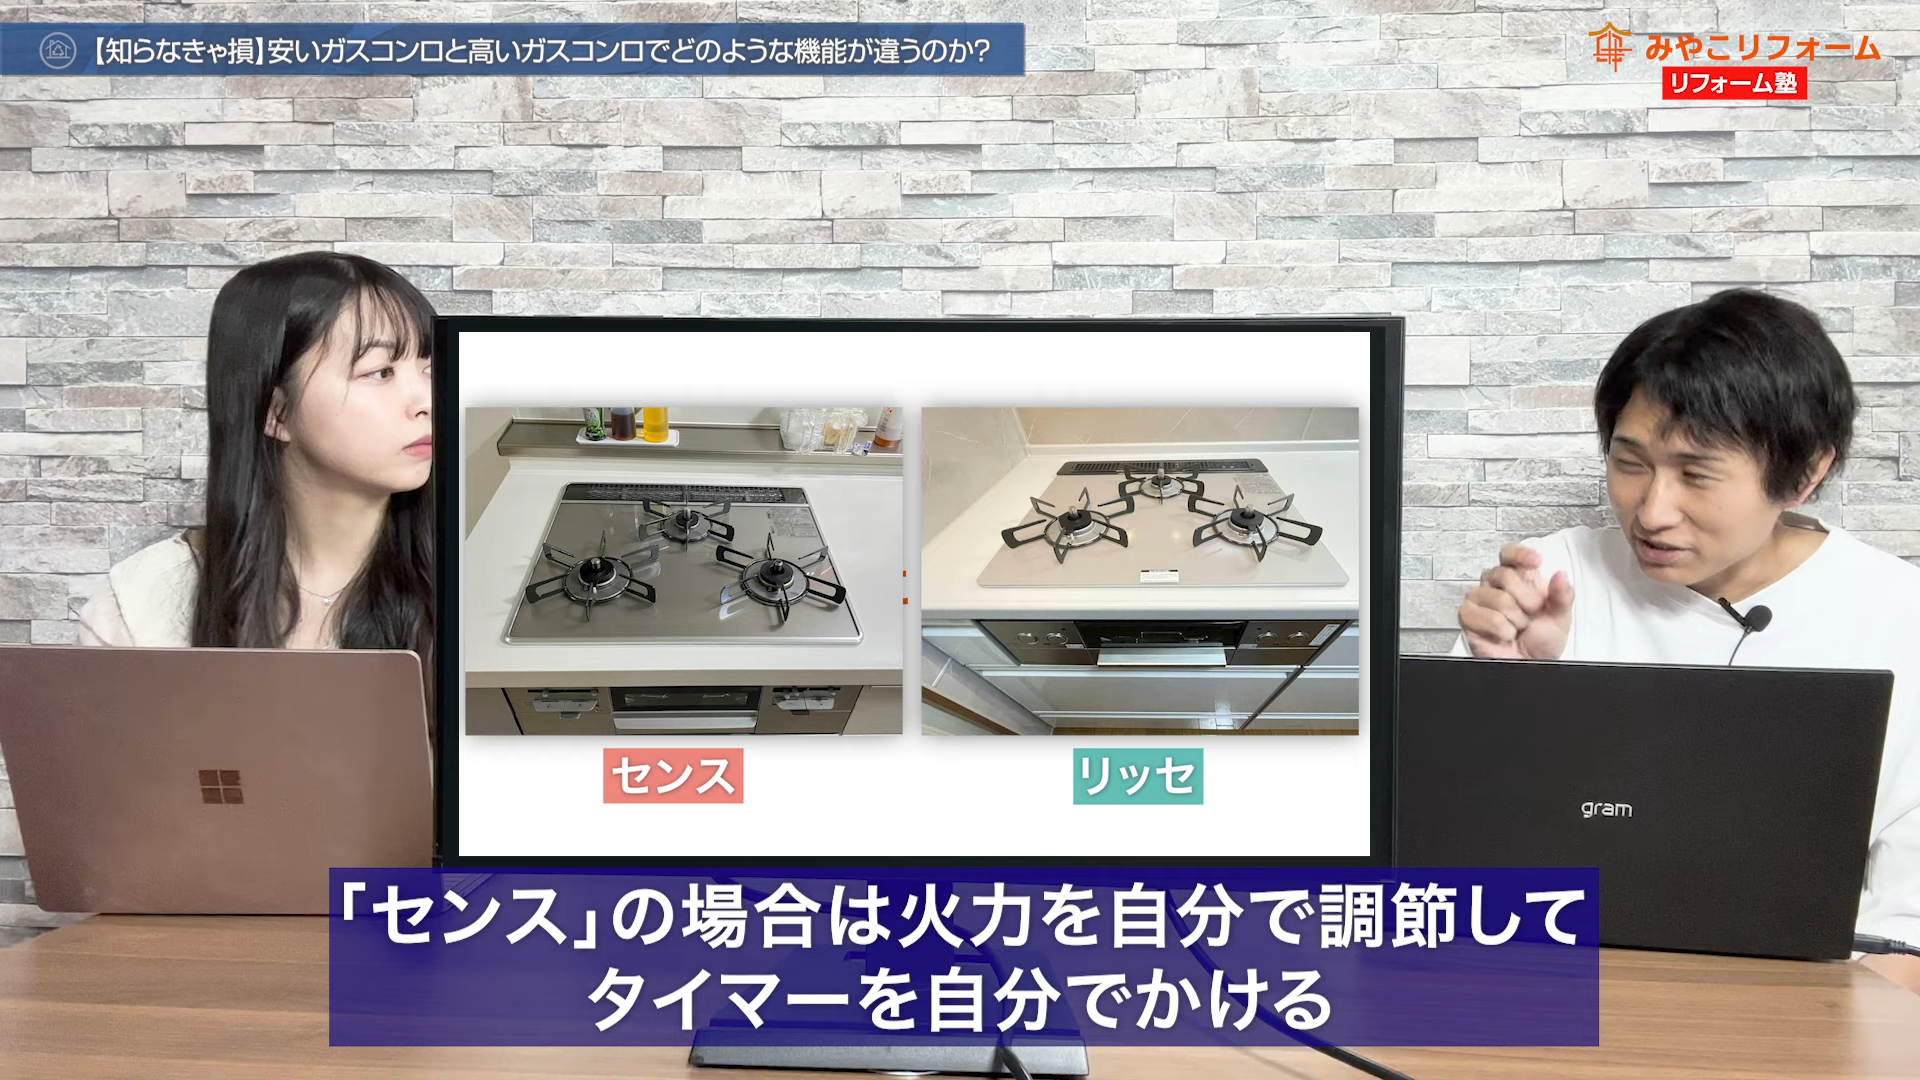 【知らなきゃ損】安いガスコンロと高いガスコンロでどのような機能が違うのか?
みやこリフォーム
リフォーム塾
センス
リッセ
gram
「センス」の場合は火力を自分で調節して
タイマーを自分でかける